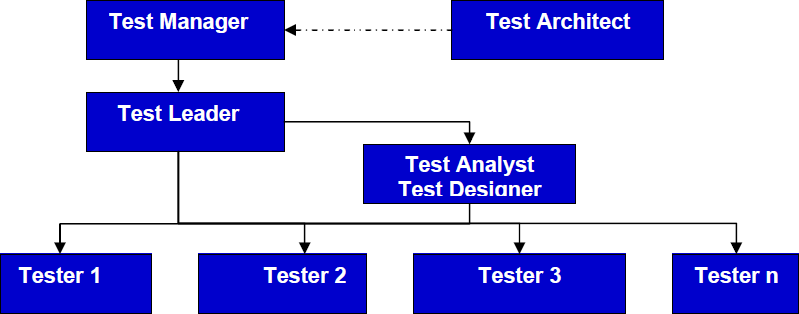 Test Manager
Test Architect
Test Leader
Test Analyst
Test Designer
Tester 1
Tester 2
Tester 3
Tester n